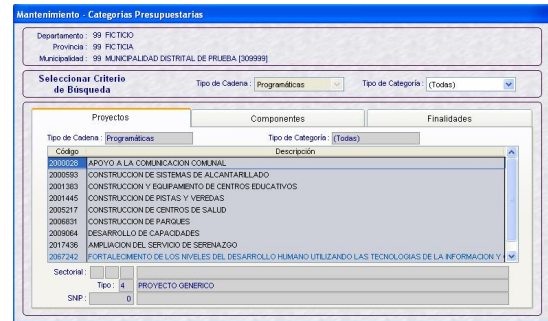 Mantenimiento - Categorías Presupuestarias
Departamento : 99 FICTICIO
Provincia : 99 FICTICIA
Municipalidad : 99 MUNICIPALIDAD DISTRITAL DE PRUEBA [309999]
Seleccionar Criterio de Búsqueda
Tipo de Cadena : Programáticas Tipo de Categoría : (Todas)
Proyectos Componentes Finalidades
Tipo de Cadena : Programáticas Tipo de Categoría : (Todas)
Código Descripción
2000028 APOYO A LA COMUNICACION COMUNAL
2000593 CONSTRUCCION DE SISTEMAS DE ALCANTARILLADO
2001383 CONSTRUCCION Y EQUIPAMIENTO DE CENTROS EDUCATIVOS
2001445 CONSTRUCCION DE PISTAS Y VEREDAS
2005217 CONSTRUCCION DE CENTROS DE SALUD
2006831 CONSTRUCCION DE PARQUES
2009064 DESARROLLO DE CAPACIDADES
2017436 AMPLIACION DEL SERVICIO DE SERENAZGO
2067242 FORTALECIMIENTO DE LOS NIVELES DEL DESARROLLO HUMANO UTILIZANDO LAS TECNOLOGIAS DE LA INFORMACION Y
Sectorial :
Tipo : 4 PROYECTO GENERICO
SNIP : 0